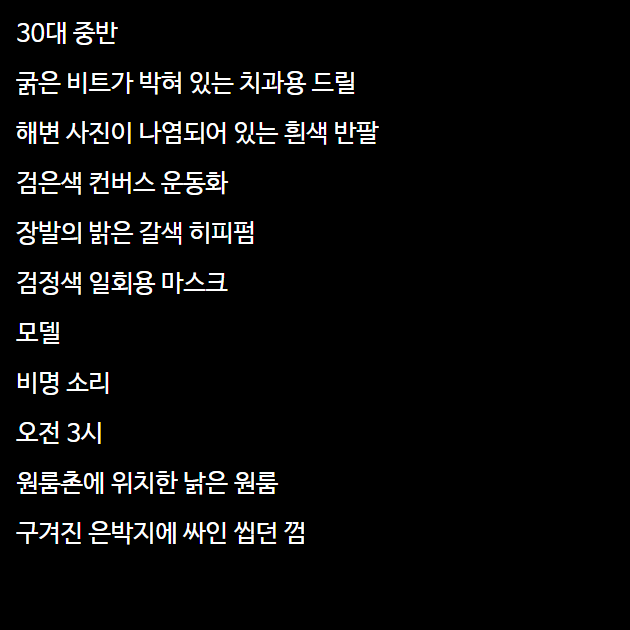 30대 중반
굵은 비트가 박혀 있는 치과용 드릴
해변 사진이 나염되어 있는 흰색 반팔
검은색 컨버스 운동화
장발의 밝은 갈색 히피펌
검정색 일회용 마스크
모델
비명 소리
오전 3시
원룸촌에 위치한 낡은 원룸
구겨진 은박지에 싸인 씹던 껌